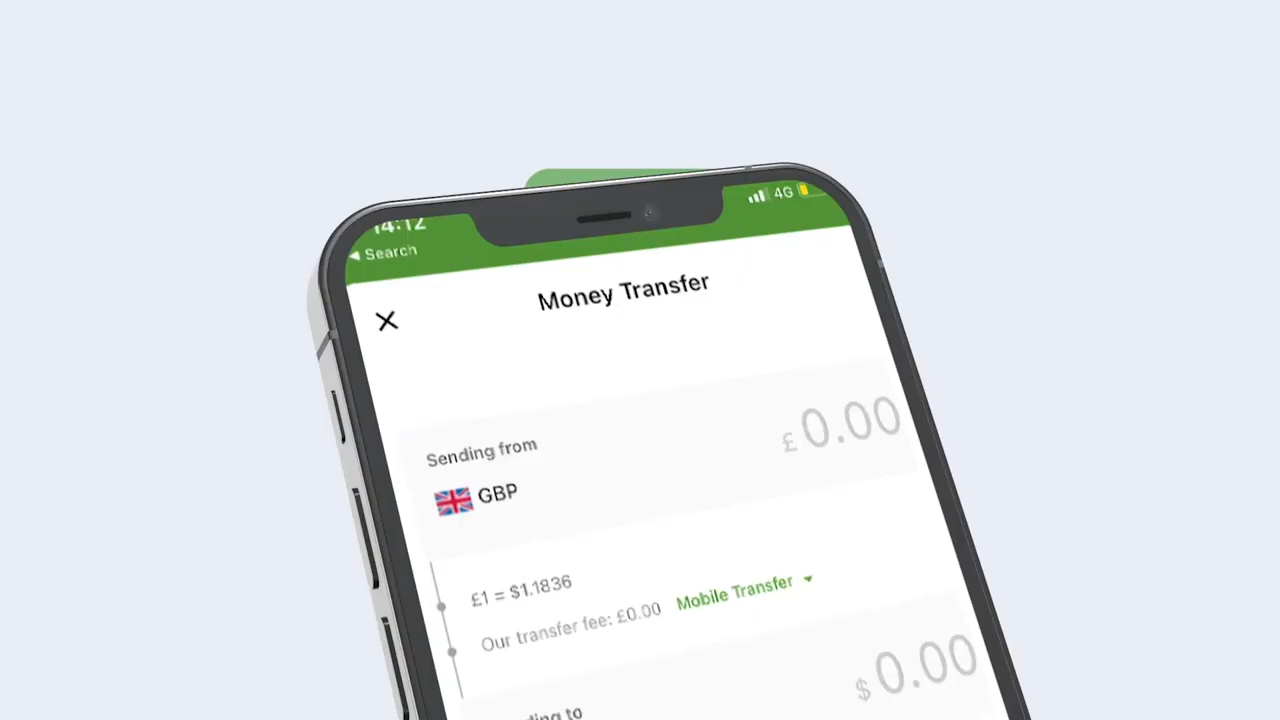 14:12
4G
◀ Search
Money Transfer
Sending from
£ 0.00
GBP
£1 = $1.1836
Our transfer fee: £0.00 Mobile Transfer
$ 0.00
to